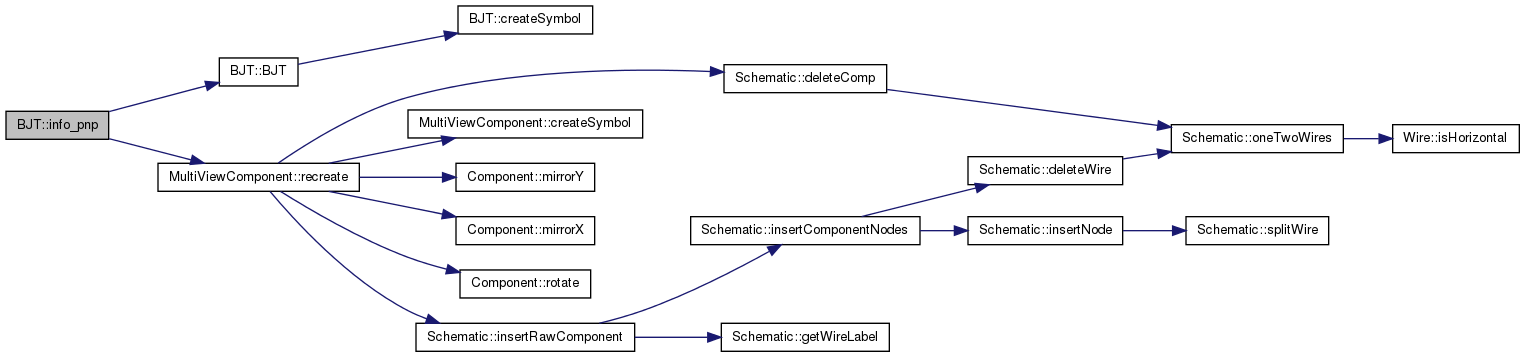 BJT::info_pnp
BJT::BJT
BJT::createSymbol
MultiViewComponent::recreate
Schematic::deleteComp
MultiViewComponent::createSymbol
Component::mirrorY
Component::mirrorX
Component::rotate
Schematic::insertRawComponent
Schematic::insertComponentNodes
Schematic::getWireLabel
Schematic::deleteWire
Schematic::insertNode
Schematic::oneTwoWires
Schematic::splitWire
Wire::isHorizontal